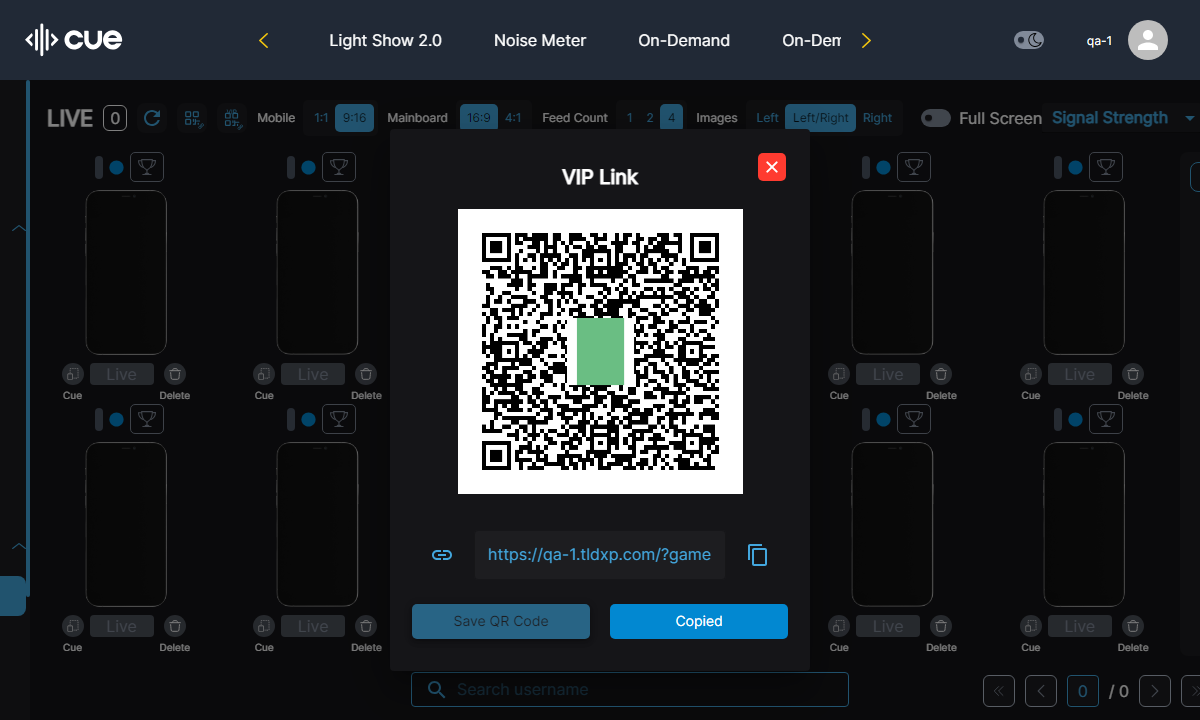 cue
Light Show 2.0
Noise Meter
On-Demand
On-Dem
qa-1
LIVE 0
Mobile 1:1 9:16 Mainboard 16:9 4:1 Feed Count 1 2 4 Images Left Left/Right Right Full Screen Signal Strength
VIP Link
Live Live Live Live
Cue Delete Cue Delete Cue Delete Cue Delete
https://qa-1.tldxp.com/?game
Save QR Code Copied
Live Live Live Live
Cue Delete Cue Delete Cue Delete Cue Delete
Search username
0 / 0